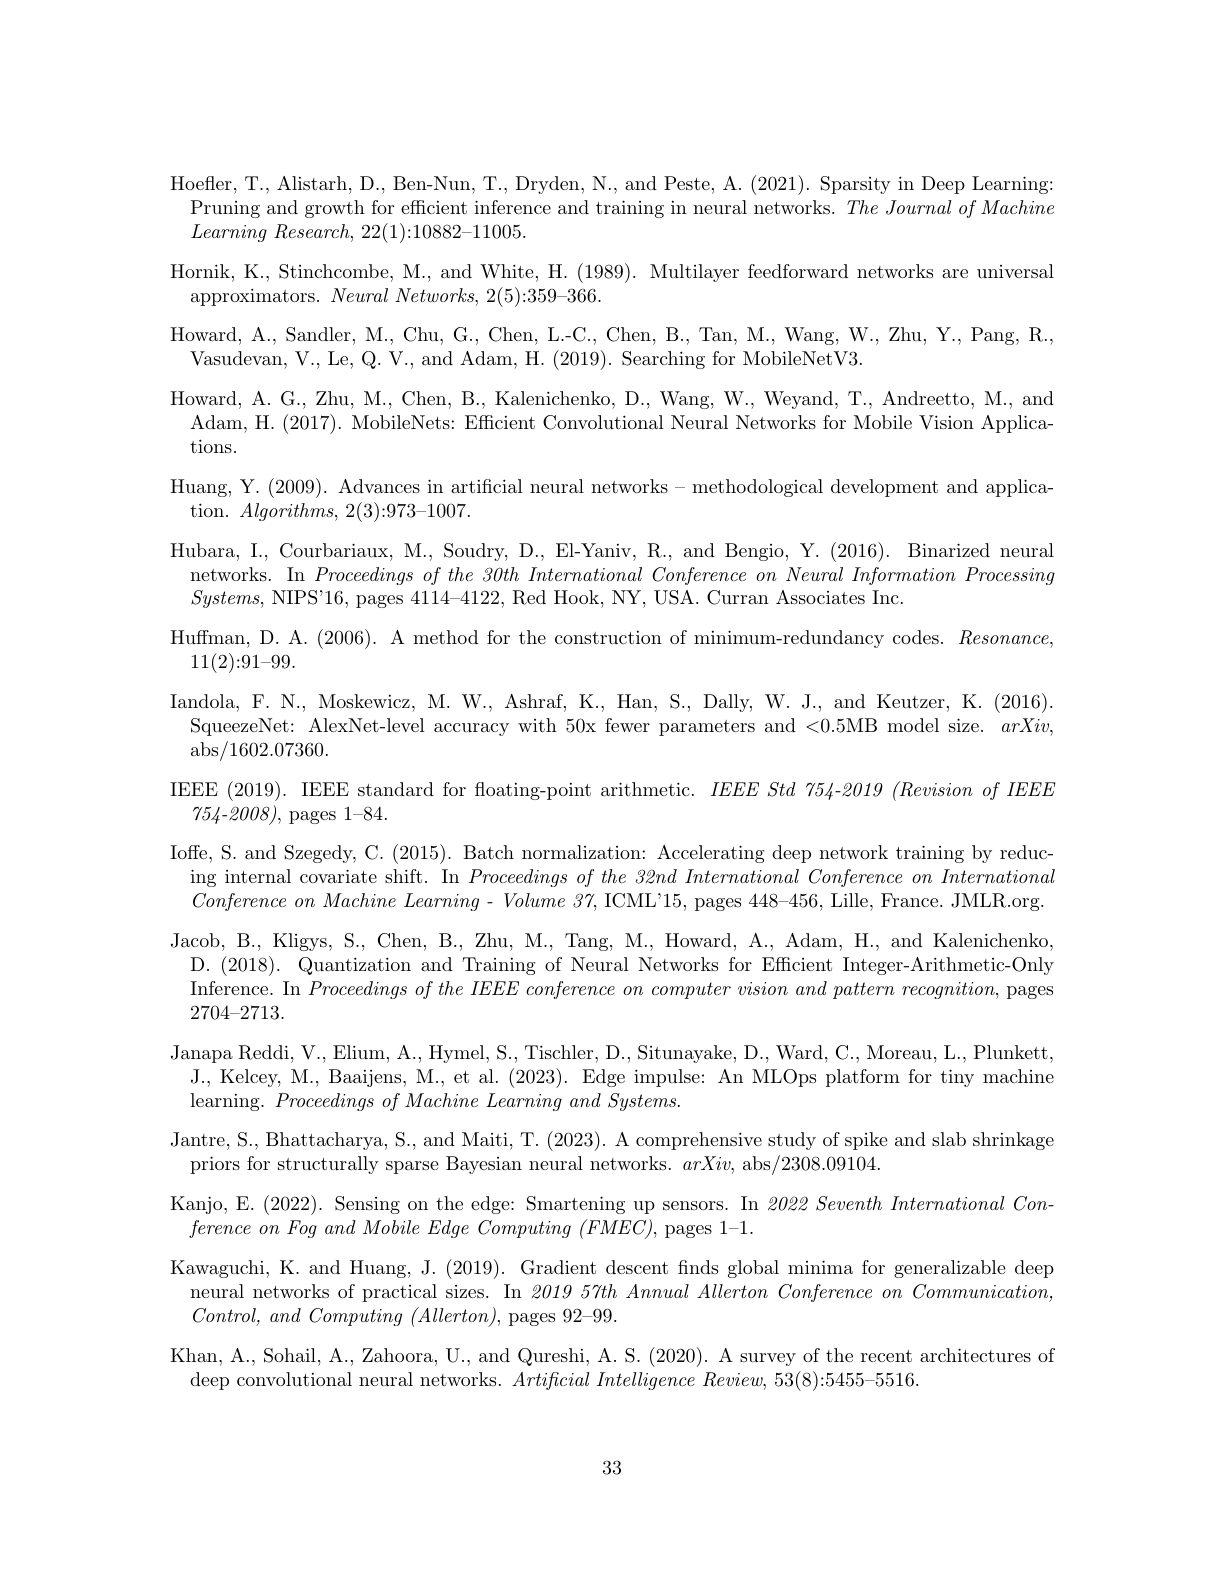 Hoefler, T., Alistarh, D., Ben-Nun, T., Dryden, N., and Peste, A. (2021). Sparsity in Deep Learning:
Pruning and growth for efficient inference and training in neural networks. The Journal of Machine
Learning Research, 22(1):10882–11005.
Hornik, K., Stinchcombe, M., and White, H. (1989). Multilayer feedforward networks are universal
approximators. Neural Networks, 2(5):359–366.
Howard, A., Sandler, M., Chu, G., Chen, L.-C., Chen, B., Tan, M., Wang, W., Zhu, Y., Pang, R.,
Vasudevan, V., Le, Q. V., and Adam, H. (2019). Searching for MobileNetV3.
Howard, A. G., Zhu, M., Chen, B., Kalenichenko, D., Wang, W., Weyand, T., Andreetto, M., and
Adam, H. (2017). MobileNets: Efficient Convolutional Neural Networks for Mobile Vision Applica-
tions.
Huang, Y. (2009). Advances in artificial neural networks – methodological development and applica-
tion. Algorithms, 2(3):973–1007.
Hubara, I., Courbariaux, M., Soudry, D., El-Yaniv, R., and Bengio, Y. (2016). Binarized neural
networks. In Proceedings of the 30th International Conference on Neural Information Processing
Systems, NIPS'16, pages 4114–4122, Red Hook, NY, USA. Curran Associates Inc.
Huffman, D. A. (2006). A method for the construction of minimum-redundancy codes. Resonance,
11(2):91–99.
Iandola, F. N., Moskewicz, M. W., Ashraf, K., Han, S., Dally, W. J., and Keutzer, K. (2016).
SqueezeNet: AlexNet-level accuracy with 50x fewer parameters and <0.5MB model size. arXiv,
abs/1602.07360.
IEEE (2019). IEEE standard for floating-point arithmetic. IEEE Std 754-2019 (Revision of IEEE
754-2008), pages 1–84.
Ioffe, S. and Szegedy, C. (2015). Batch normalization: Accelerating deep network training by reduc-
ing internal covariate shift. In Proceedings of the 32nd International Conference on International
Conference on Machine Learning - Volume 37, ICML'15, pages 448–456, Lille, France. JMLR.org.
Jacob, B., Kligys, S., Chen, B., Zhu, M., Tang, M., Howard, A., Adam, H., and Kalenichenko,
D. (2018). Quantization and Training of Neural Networks for Efficient Integer-Arithmetic-Only
Inference. In Proceedings of the IEEE conference on computer vision and pattern recognition, pages
2704–2713.
Janapa Reddi, V., Elium, A., Hymel, S., Tischler, D., Situnayake, D., Ward, C., Moreau, L., Plunkett,
J., Kelcey, M., Baaijens, M., et al. (2023). Edge impulse: An MLOps platform for tiny machine
learning. Proceedings of Machine Learning and Systems.
Jantre, S., Bhattacharya, S., and Maiti, T. (2023). A comprehensive study of spike and slab shrinkage
priors for structurally sparse Bayesian neural networks. arXiv, abs/2308.09104.
Kanjo, E. (2022). Sensing on the edge: Smartening up sensors. In 2022 Seventh International Con-
ference on Fog and Mobile Edge Computing (FMEC), pages 1–1.
Kawaguchi, K. and Huang, J. (2019). Gradient descent finds global minima for generalizable deep
neural networks of practical sizes. In 2019 57th Annual Allerton Conference on Communication,
Control, and Computing (Allerton), pages 92–99.
Khan, A., Sohail, A., Zahoora, U., and Qureshi, A. S. (2020). A survey of the recent architectures of
deep convolutional neural networks. Artificial Intelligence Review, 53(8):5455–5516.
33